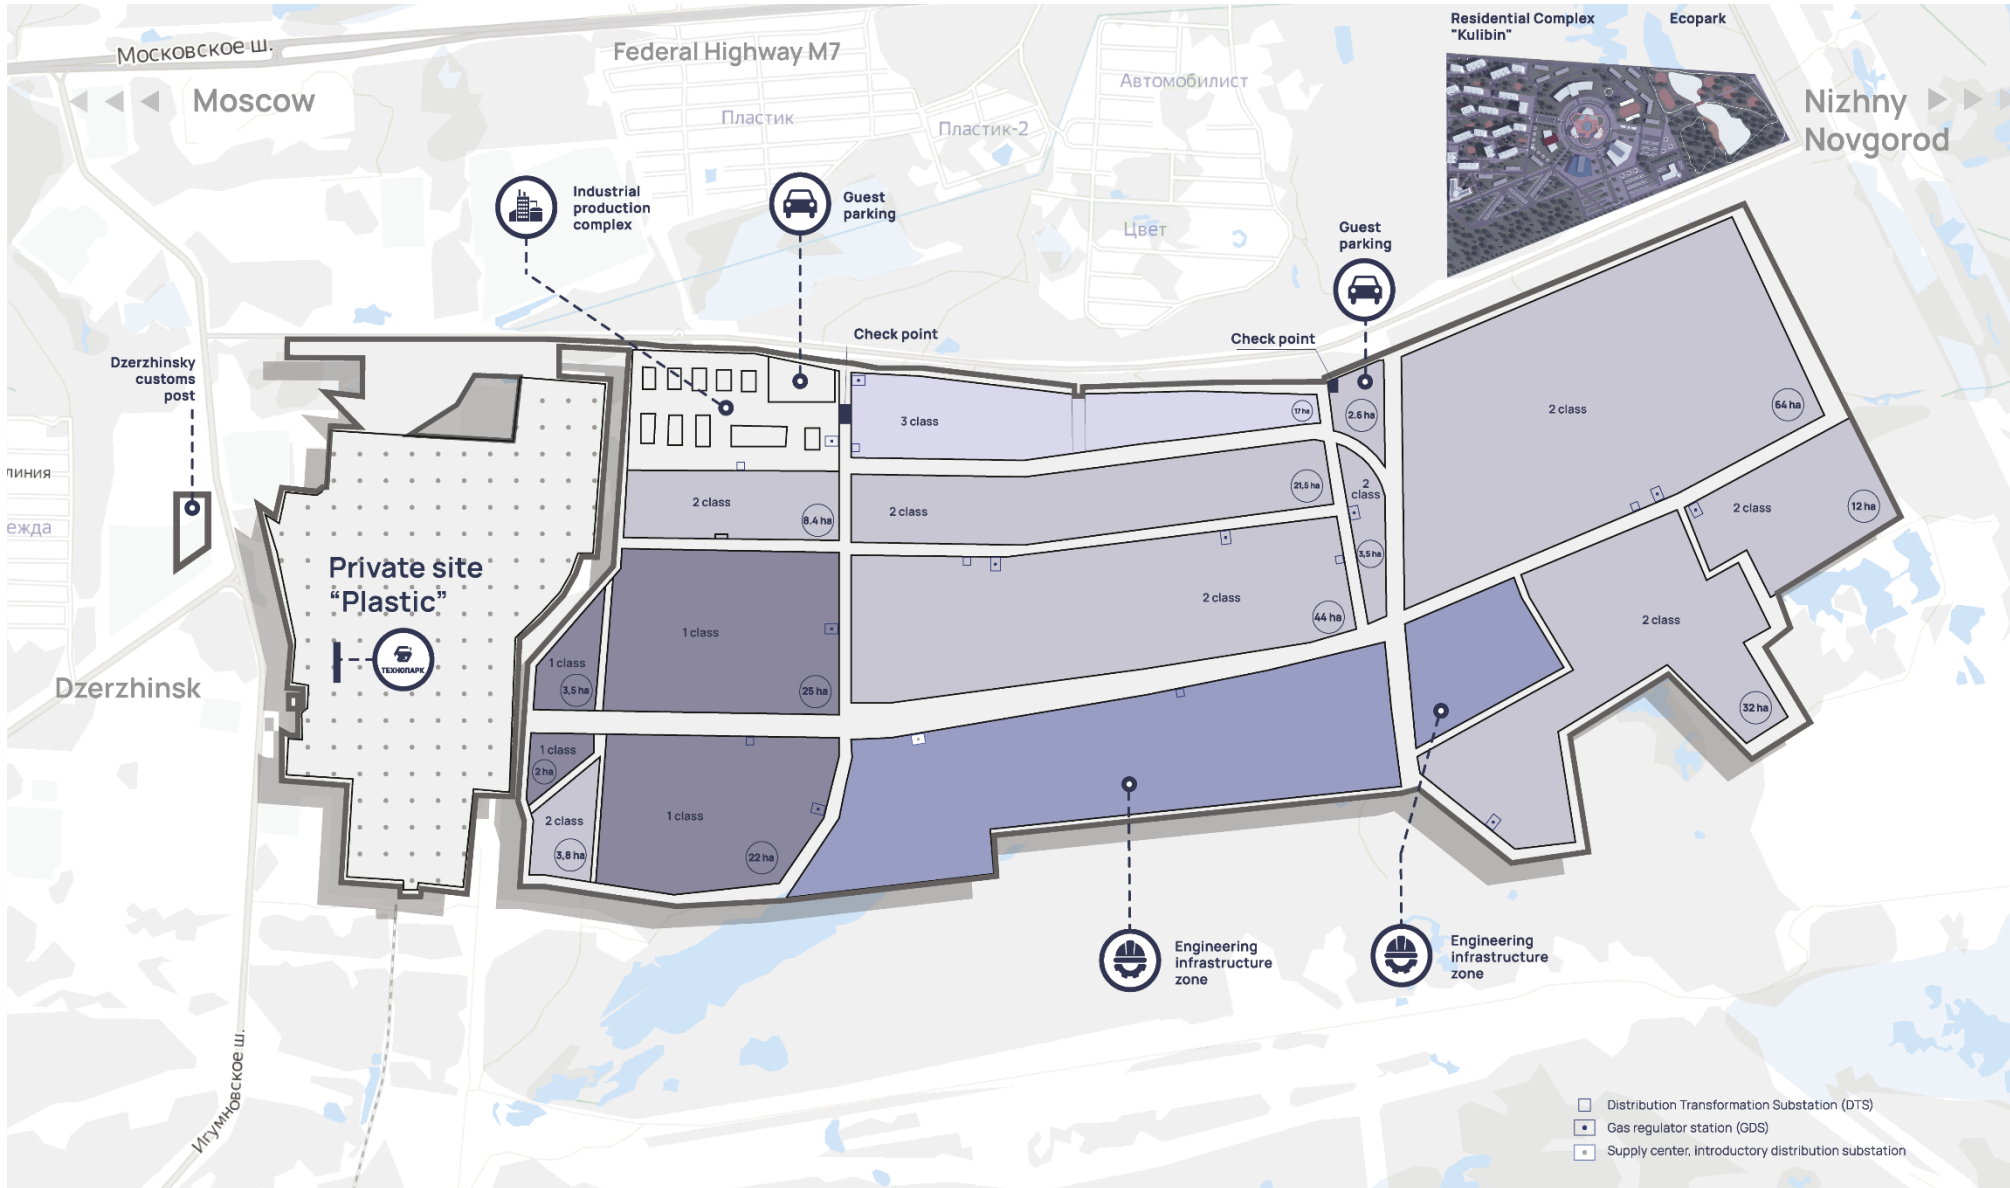 Московское ш.
Federal Highway M7
Residential Complex
"Kulibin"
Ecopark
Moscow
Пластик
Пластик-2
Автомобилист
Nizhny
Novgorod
Industrial
production
complex
Guest
parking
Цвет
Guest
parking
Check point
Check point
Dzerzhinsky
customs
post
3 class
17 ha
2.6 ha
2 class
64 ha
линия
ежда
2 class
8.4 ha
2 class
21,5 ha
2
class
3,5 ha
2 class
12 ha
Private site
“Plastic”
ТЕХНОПАРК
1 class
25 ha
2 class
44 ha
2 class
32 ha
1 class
3,5 ha
Dzerzhinsk
1 class
2 ha
2 class
3,8 ha
1 class
22 ha
Engineering
infrastructure
zone
Engineering
infrastructure
zone
Игумновское ш.
Distribution Transformation Substation (DTS)
Gas regulator station (GDS)
Supply center, introductory distribution substation